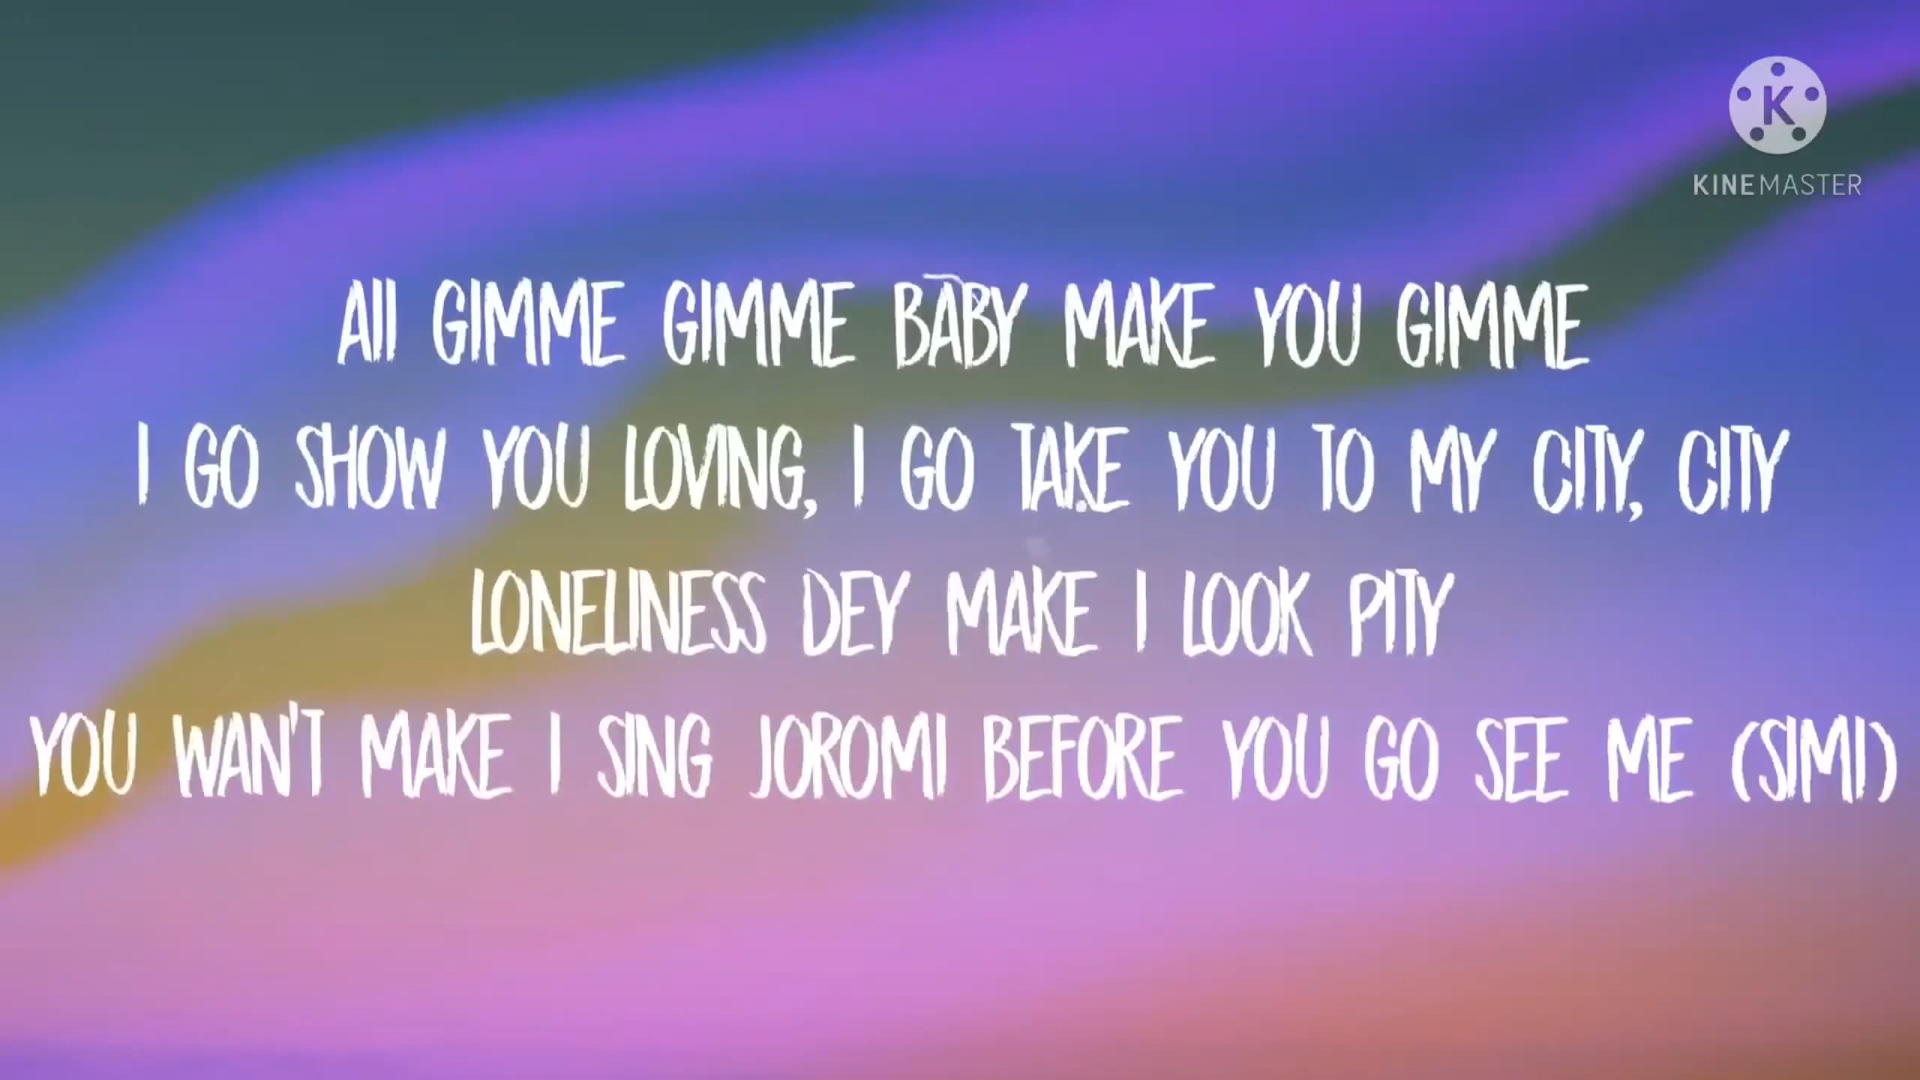 KINEMASTER
All GIMME GIMME BABY MAKE YOU GIMME
I GO SHOW YOU LOVING, I GO TAKE YOU TO MY CITY, CITY
LONELINESS DEY MAKE I LOOK PITY
YOU WAN'T MAKE I SING JOROMI BEFORE YOU GO SEE ME (SIMI)